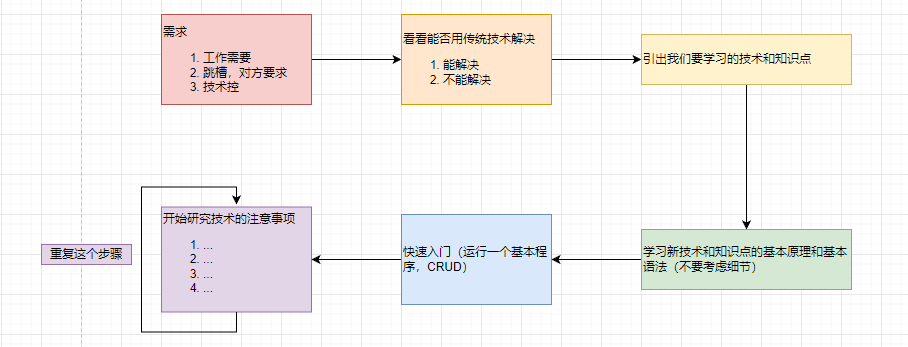 需求
1. 工作需要
2. 跳槽，对方要求
3. 技术控
看看能否用传统技术解决
1. 能解决
2. 不能解决
引出我们要学习的技术和知识点
学习新技术和知识点的基本原理和基本
语法（不要考虑细节）
快速入门（运行一个基本程
序，CRUD）
开始研究技术的注意事项
1. ...
2. ...
3. ...
4. ...
重复这个步骤